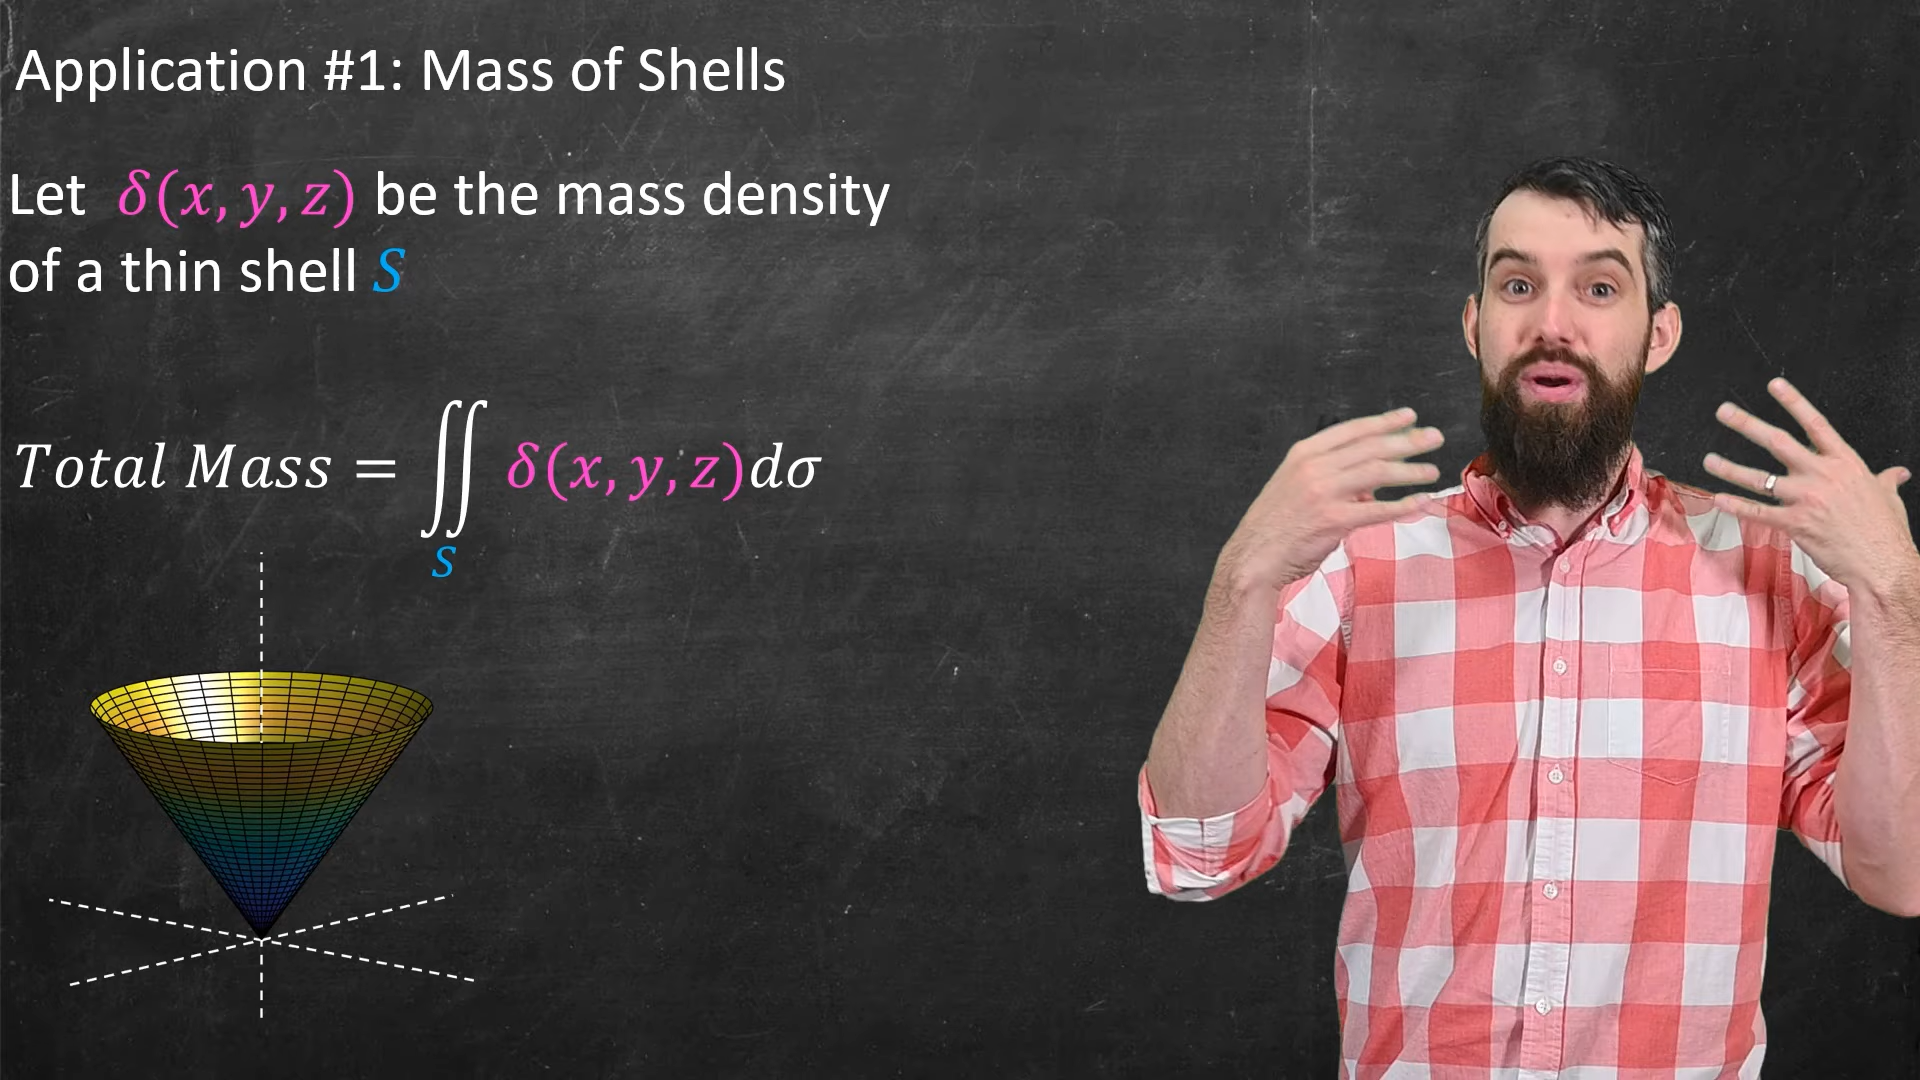 Application #1: Mass of Shells
Let δ(x, y, z) be the mass density
of a thin shell S
Total Mass = ∬ δ(x, y, z)dσ
S